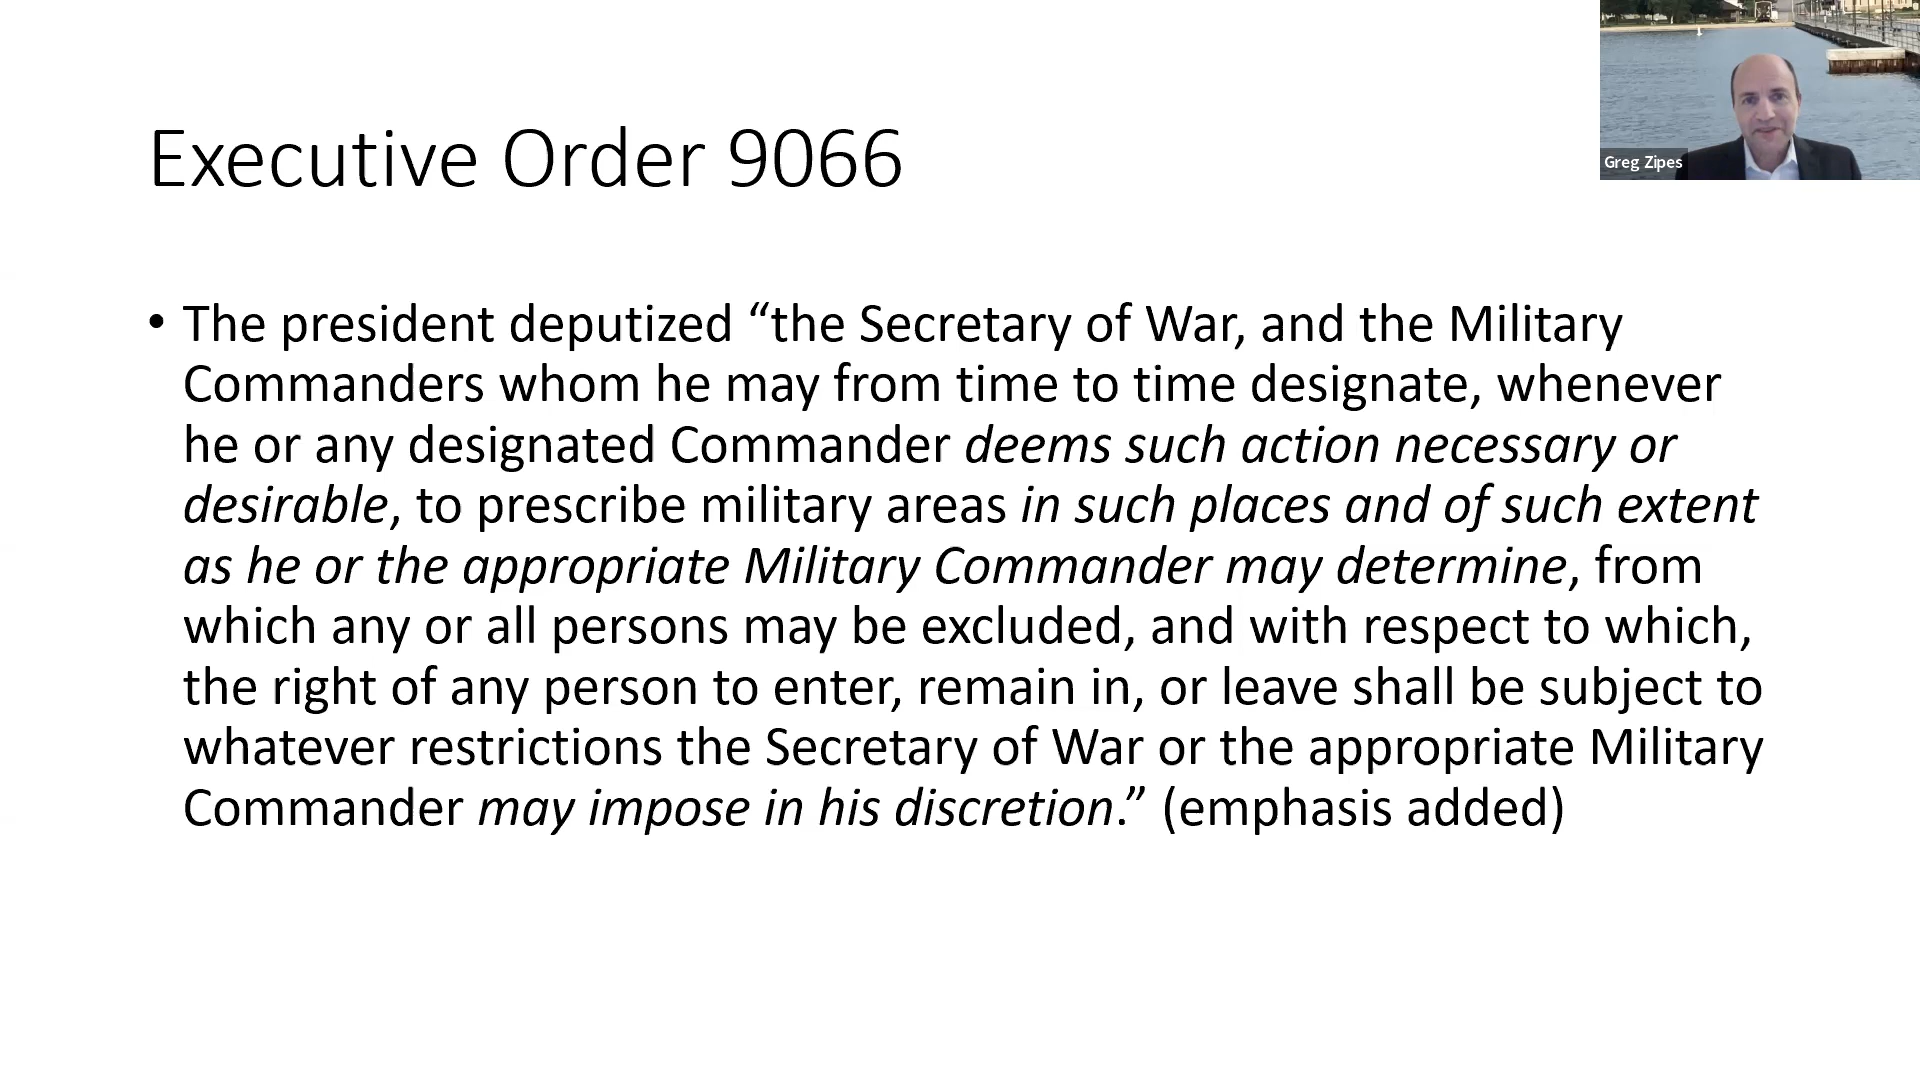 Executive Order 9066
Greg Zipes
• The president deputized “the Secretary of War, and the Military
Commanders whom he may from time to time designate, whenever
he or any designated Commander deems such action necessary or
desirable, to prescribe military areas in such places and of such extent
as he or the appropriate Military Commander may determine, from
which any or all persons may be excluded, and with respect to which,
the right of any person to enter, remain in, or leave shall be subject to
whatever restrictions the Secretary of War or the appropriate Military
Commander may impose in his discretion.” (emphasis added)